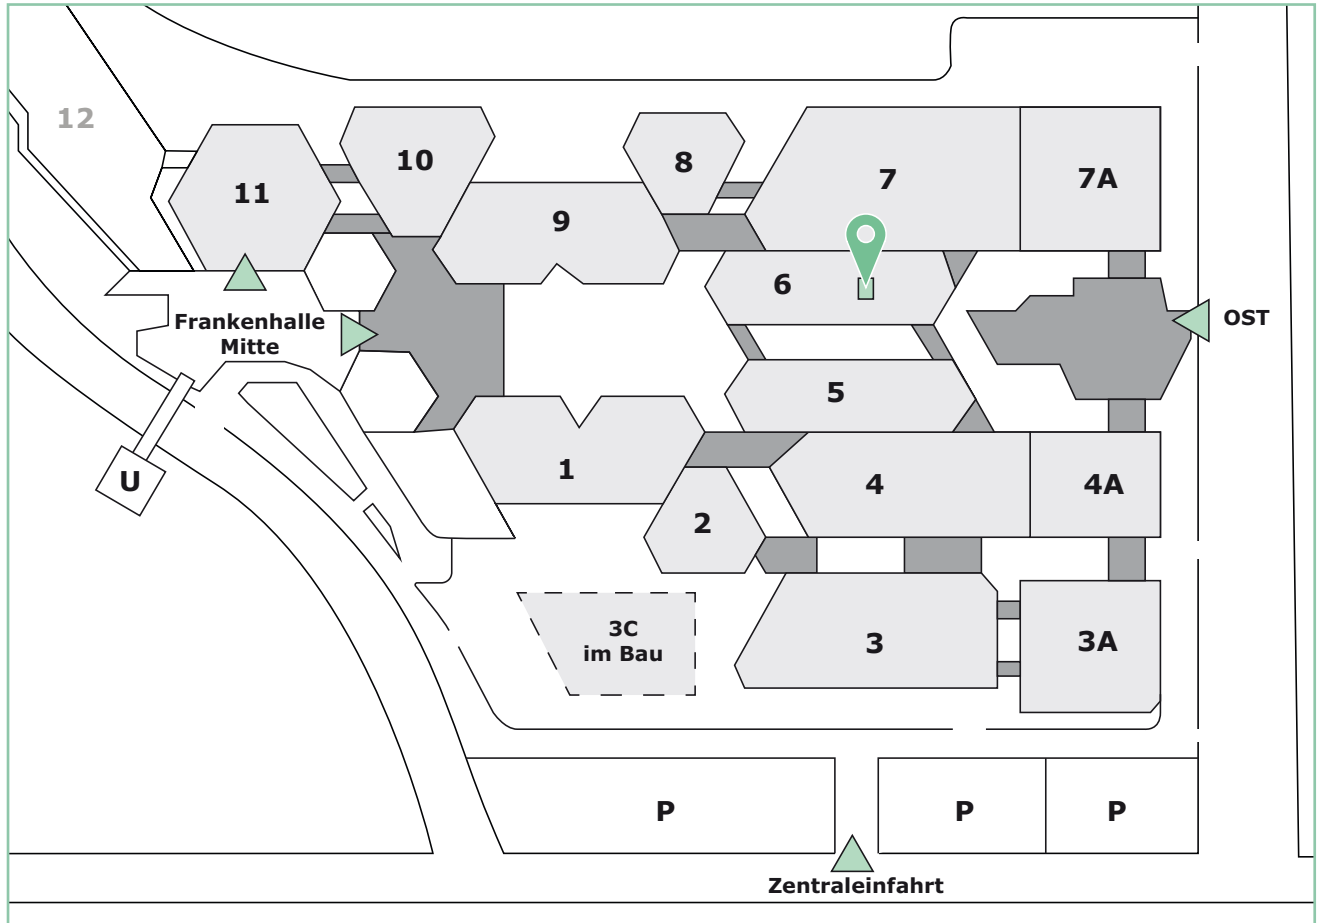 12
10
8
11
7
7A
9
6
OST
Frankenhalle
Mitte
5
1
U
4
4A
2
3C
im Bau
3
3A
P
P
P
Zentraleinfahrt